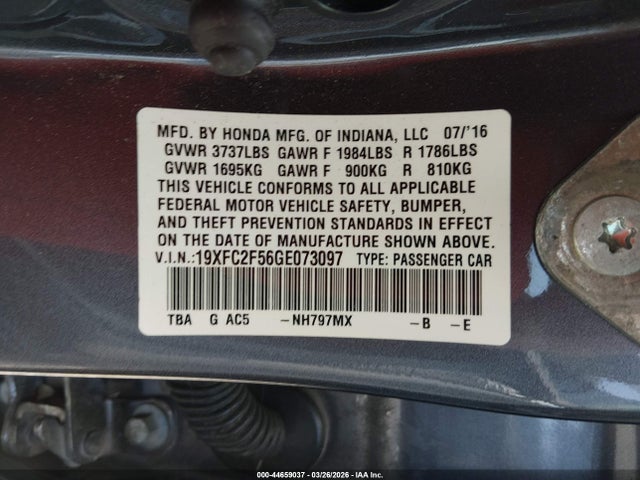 MFD. BY HONDA MFG. OF INDIANA, LLC 07/'16
GVWR 3737LBS GAWR F 1984LBS R 1786LBS
GVWR 1695KG GAWR F 900KG R 810KG
THIS VEHICLE CONFORMS TO ALL APPLICABLE
FEDERAL MOTOR VEHICLE SAFETY, BUMPER,
AND THEFT PREVENTION STANDARDS IN EFFECT
ON THE DATE OF MANUFACTURE SHOWN ABOVE.
V.I.N.:19XFC2F56GE073097 TYPE: PASSENGER CAR
TBA G AC5 -NH797MX -B -E
000-44659037 | 03/26/2026 | IAA Inc.